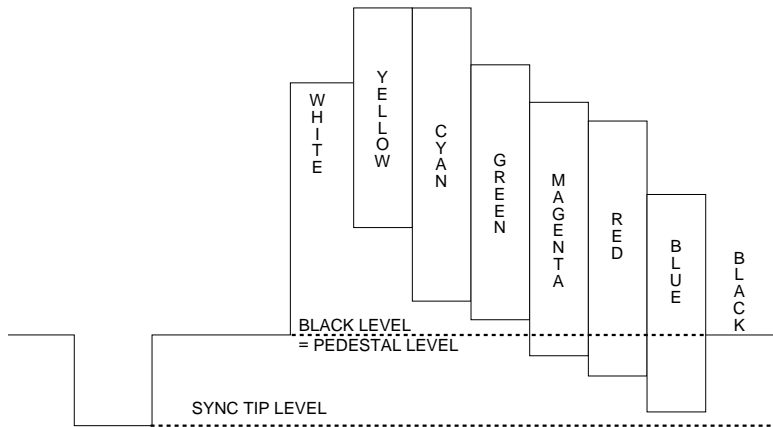 WHITE
YELLOW
CYAN
GREEN
MAGENTA
RED
BLUE
BLACK
BLACK LEVEL
= PEDESTAL LEVEL
SYNC TIP LEVEL